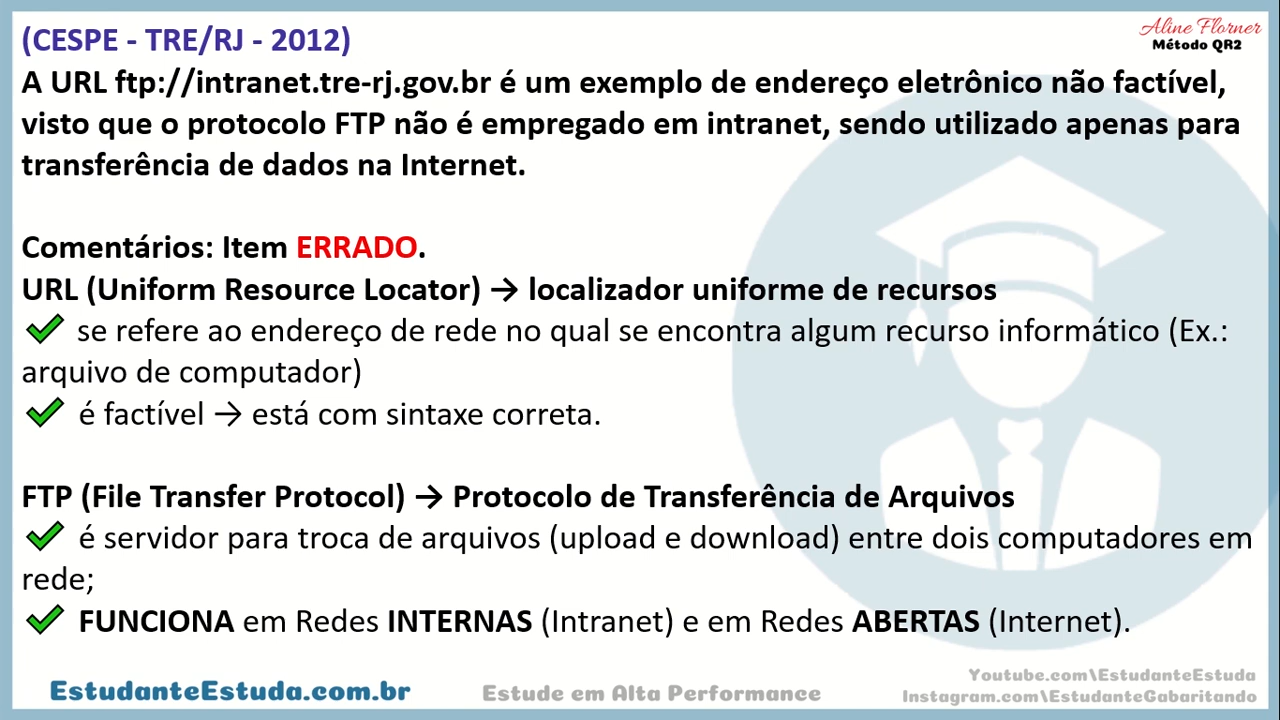 (CESPE - TRE/RJ - 2012)
Aline Florner
Método QR2
A URL ftp://intranet.tre-rj.gov.br é um exemplo de endereço eletrônico não factível,
visto que o protocolo FTP não é empregado em intranet, sendo utilizado apenas para
transferência de dados na Internet.
Comentários: Item ERRADO.
URL (Uniform Resource Locator) → localizador uniforme de recursos
✔ se refere ao endereço de rede no qual se encontra algum recurso informático (Ex.:
arquivo de computador)
✔ é factível → está com sintaxe correta.
FTP (File Transfer Protocol) → Protocolo de Transferência de Arquivos
✔ é servidor para troca de arquivos (upload e download) entre dois computadores em
rede;
✔ FUNCIONA em Redes INTERNAS (Intranet) e em Redes ABERTAS (Internet).
EstudanteEstuda.com.br
Estude em Alta Performance
Youtube.com\EstudanteEstuda
Instagram.com\EstudanteGabaritando